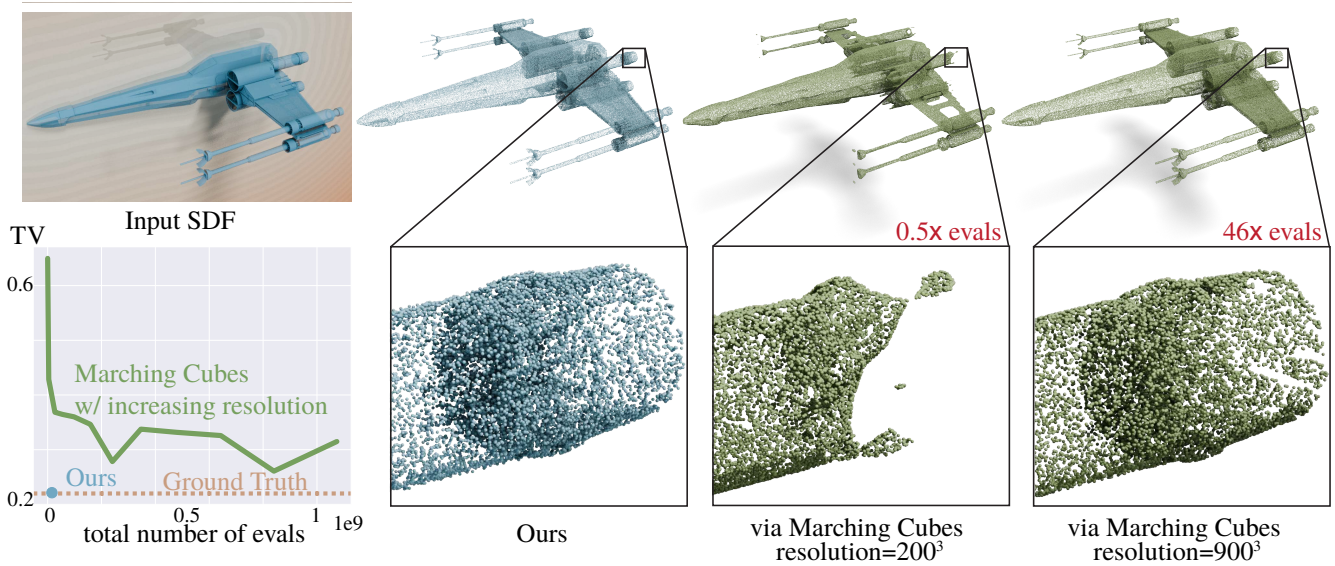 Input SDF
TV
0.6
Marching Cubes
w/ increasing resolution
Ours
Ground Truth
0.2
0
0.5
1
1e9
total number of evals
0.5x evals
46x evals
Ours
via Marching Cubes
resolution=200³
via Marching Cubes
resolution=900³